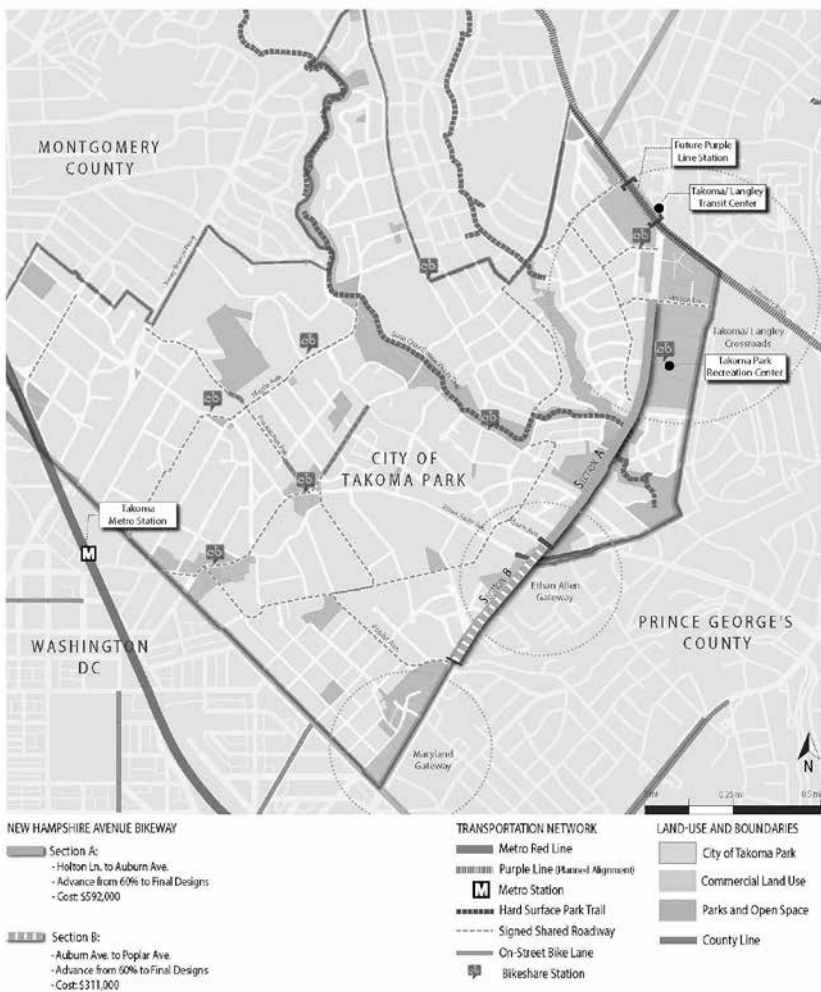 MONTGOMERY
COUNTY
Future Purple
Line Station
Takoma/ Langley
Transit Center
Takoma/ Langley
Crossroads
Takoma Park
Recreation Center
Maple Ave.
CITY OF
TAKOMA PARK
SECTION A
Takoma
Metro Station
M
SECTION B
Ethan Allen
Gateway
PRINCE GEORGE'S
COUNTY
WASHINGTON
DC
Poplar Ave.
Maryland
Gateway
N
0.25 mi
0.5 mi
NEW HAMPSHIRE AVENUE BIKEWAY
Section A:
- Holton Ln. to Auburn Ave.
- Advance from 60% to Final Designs
- Cost: $592,000
Section B:
- Auburn Ave. to Poplar Ave.
- Advance from 60% to Final Designs
- Cost: $311,000
TRANSPORTATION NETWORK
Metro Red Line
Purple Line (Planned Alignment)
M Metro Station
Hard Surface Park Trail
Signed Shared Roadway
On-Street Bike Lane
cb Bikeshare Station
LAND-USE AND BOUNDARIES
City of Takoma Park
Commercial Land Use
Parks and Open Space
County Line